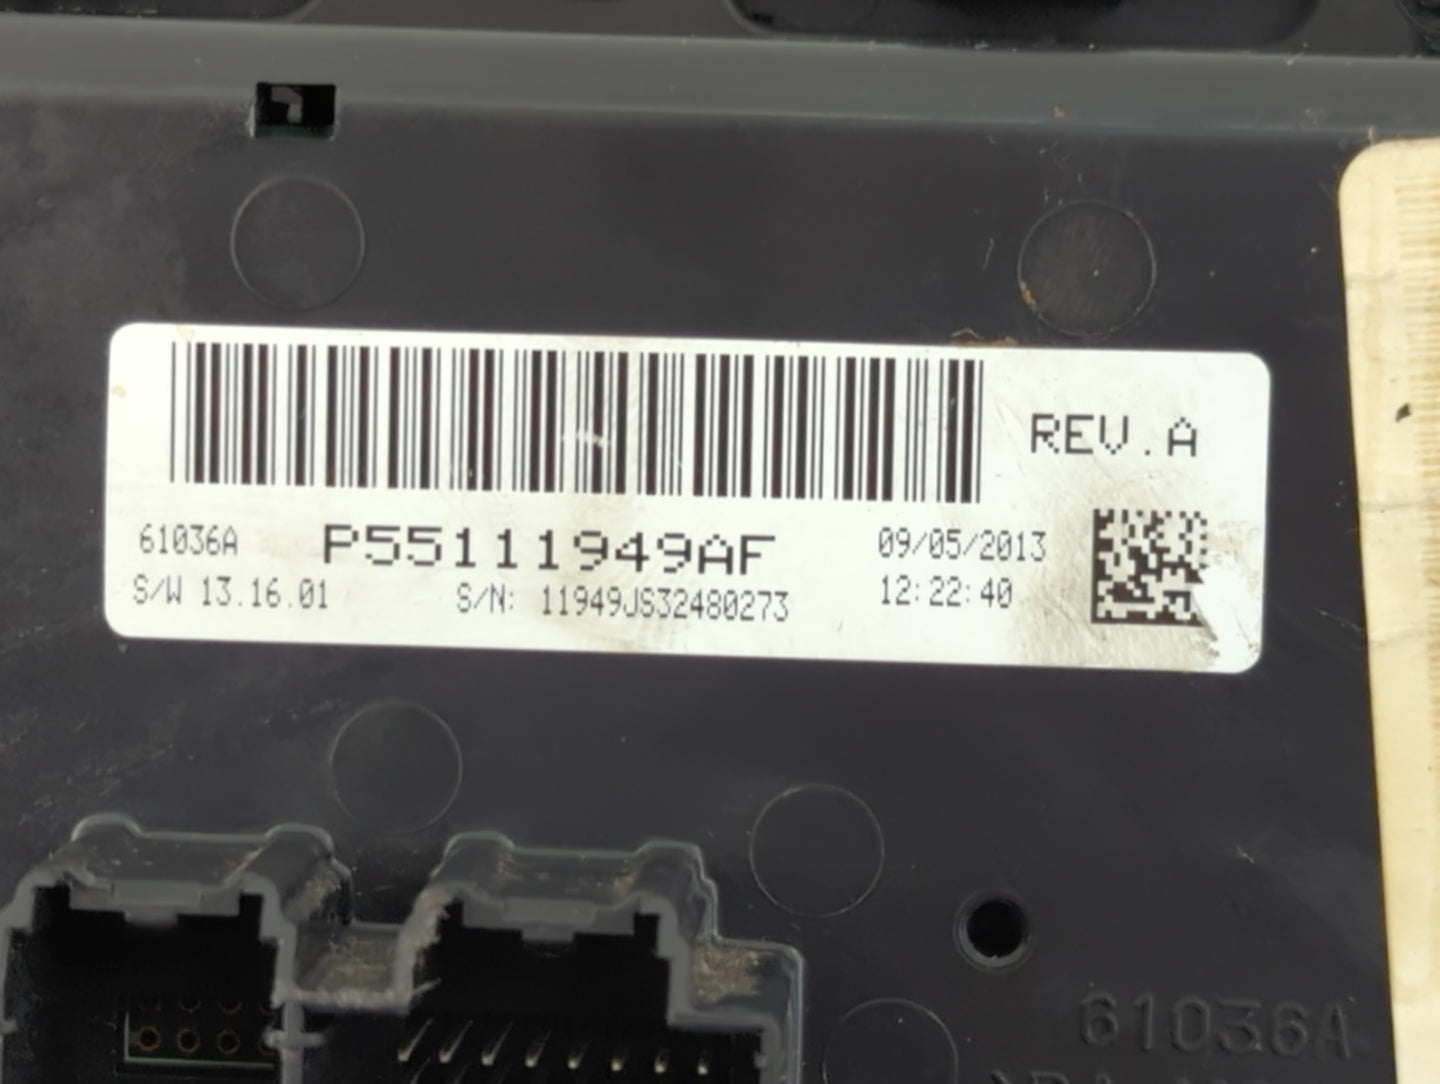 REV.A
61036A P55111949AF 09/05/2013
S/W 13.16.01 S/N: 11949JS32480273 12:22:40
61036A